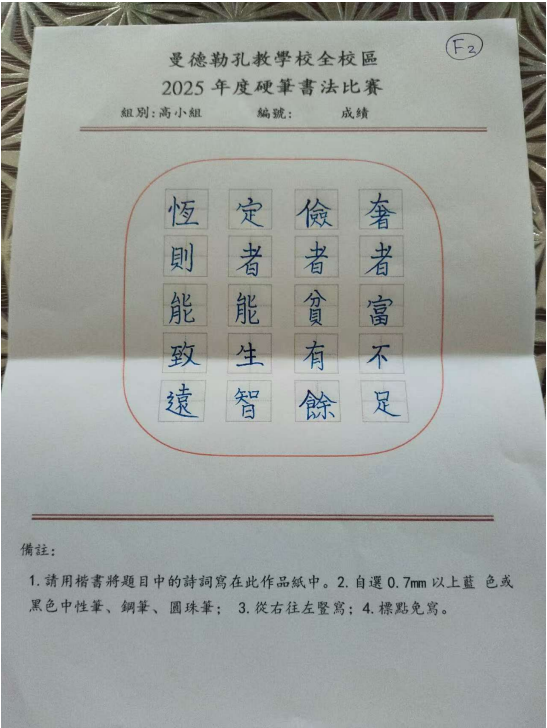 F2
曼德勒孔教學校全校區
2025 年度硬筆書法比賽
組別:高小組 編號: 成績
奢者富不足
儉者貧有餘
定者能生智
恆則能致遠
備註:
1.請用楷書將題目中的詩詞寫在此作品紙中。2.自選 0.7mm 以上藍 色或
黑色中性筆、鋼筆、圓珠筆; 3.從右往左豎寫;4.標點免寫。